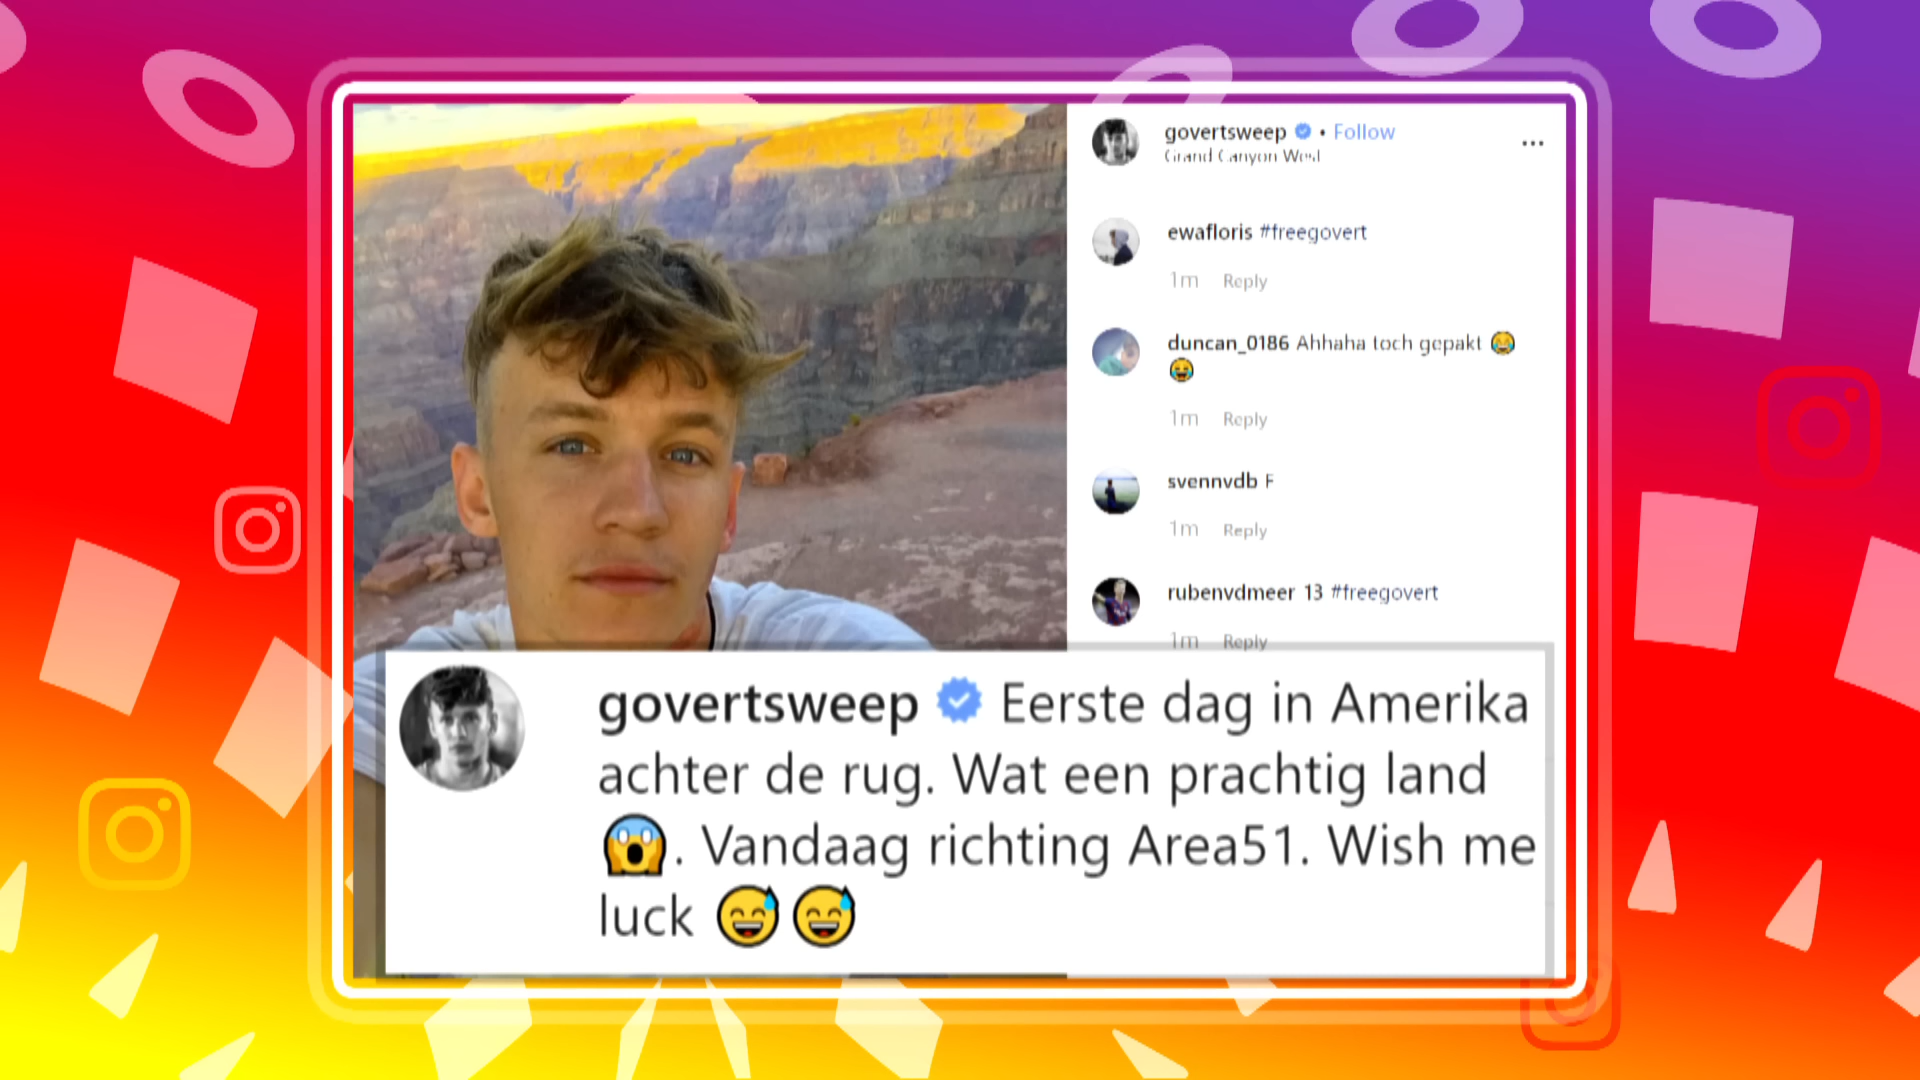 govertsweep • Follow
Grand Canyon West
ewafloris #freegovert
1m Reply
duncan_0186 Ahhaha toch gepakt 😂
😂
1m Reply
svennvdb F
1m Reply
rubenvdmeer 13 #freegovert
1m Reply
govertsweep Eerste dag in Amerika
achter de rug. Wat een prachtig land
😱. Vandaag richting Area51. Wish me
luck 😅😅